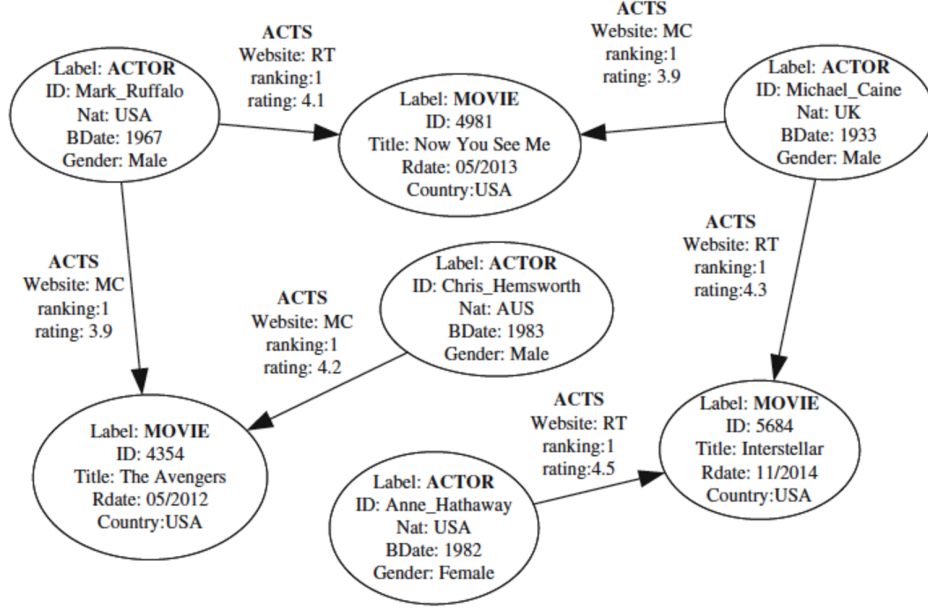 ACTS
Website: RT
ranking:1
rating: 4.1
ACTS
Website: MC
ranking:1
rating: 3.9
Label: ACTOR
ID: Mark_Ruffalo
Nat: USA
BDate: 1967
Gender: Male
Label: MOVIE
ID: 4981
Title: Now You See Me
Rdate: 05/2013
Country:USA
Label: ACTOR
ID: Michael_Caine
Nat: UK
BDate: 1933
Gender: Male
ACTS
Website: MC
ranking:1
rating: 3.9
ACTS
Website: MC
ranking:1
rating: 4.2
Label: ACTOR
ID: Chris_Hemsworth
Nat: AUS
BDate: 1983
Gender: Male
ACTS
Website: RT
ranking:1
rating:4.3
Label: MOVIE
ID: 4354
Title: The Avengers
Rdate: 05/2012
Country:USA
Label: ACTOR
ID: Anne_Hathaway
Nat: USA
BDate: 1982
Gender: Female
ACTS
Website: RT
ranking:1
rating:4.5
Label: MOVIE
ID: 5684
Title: Interstellar
Rdate: 11/2014
Country:USA